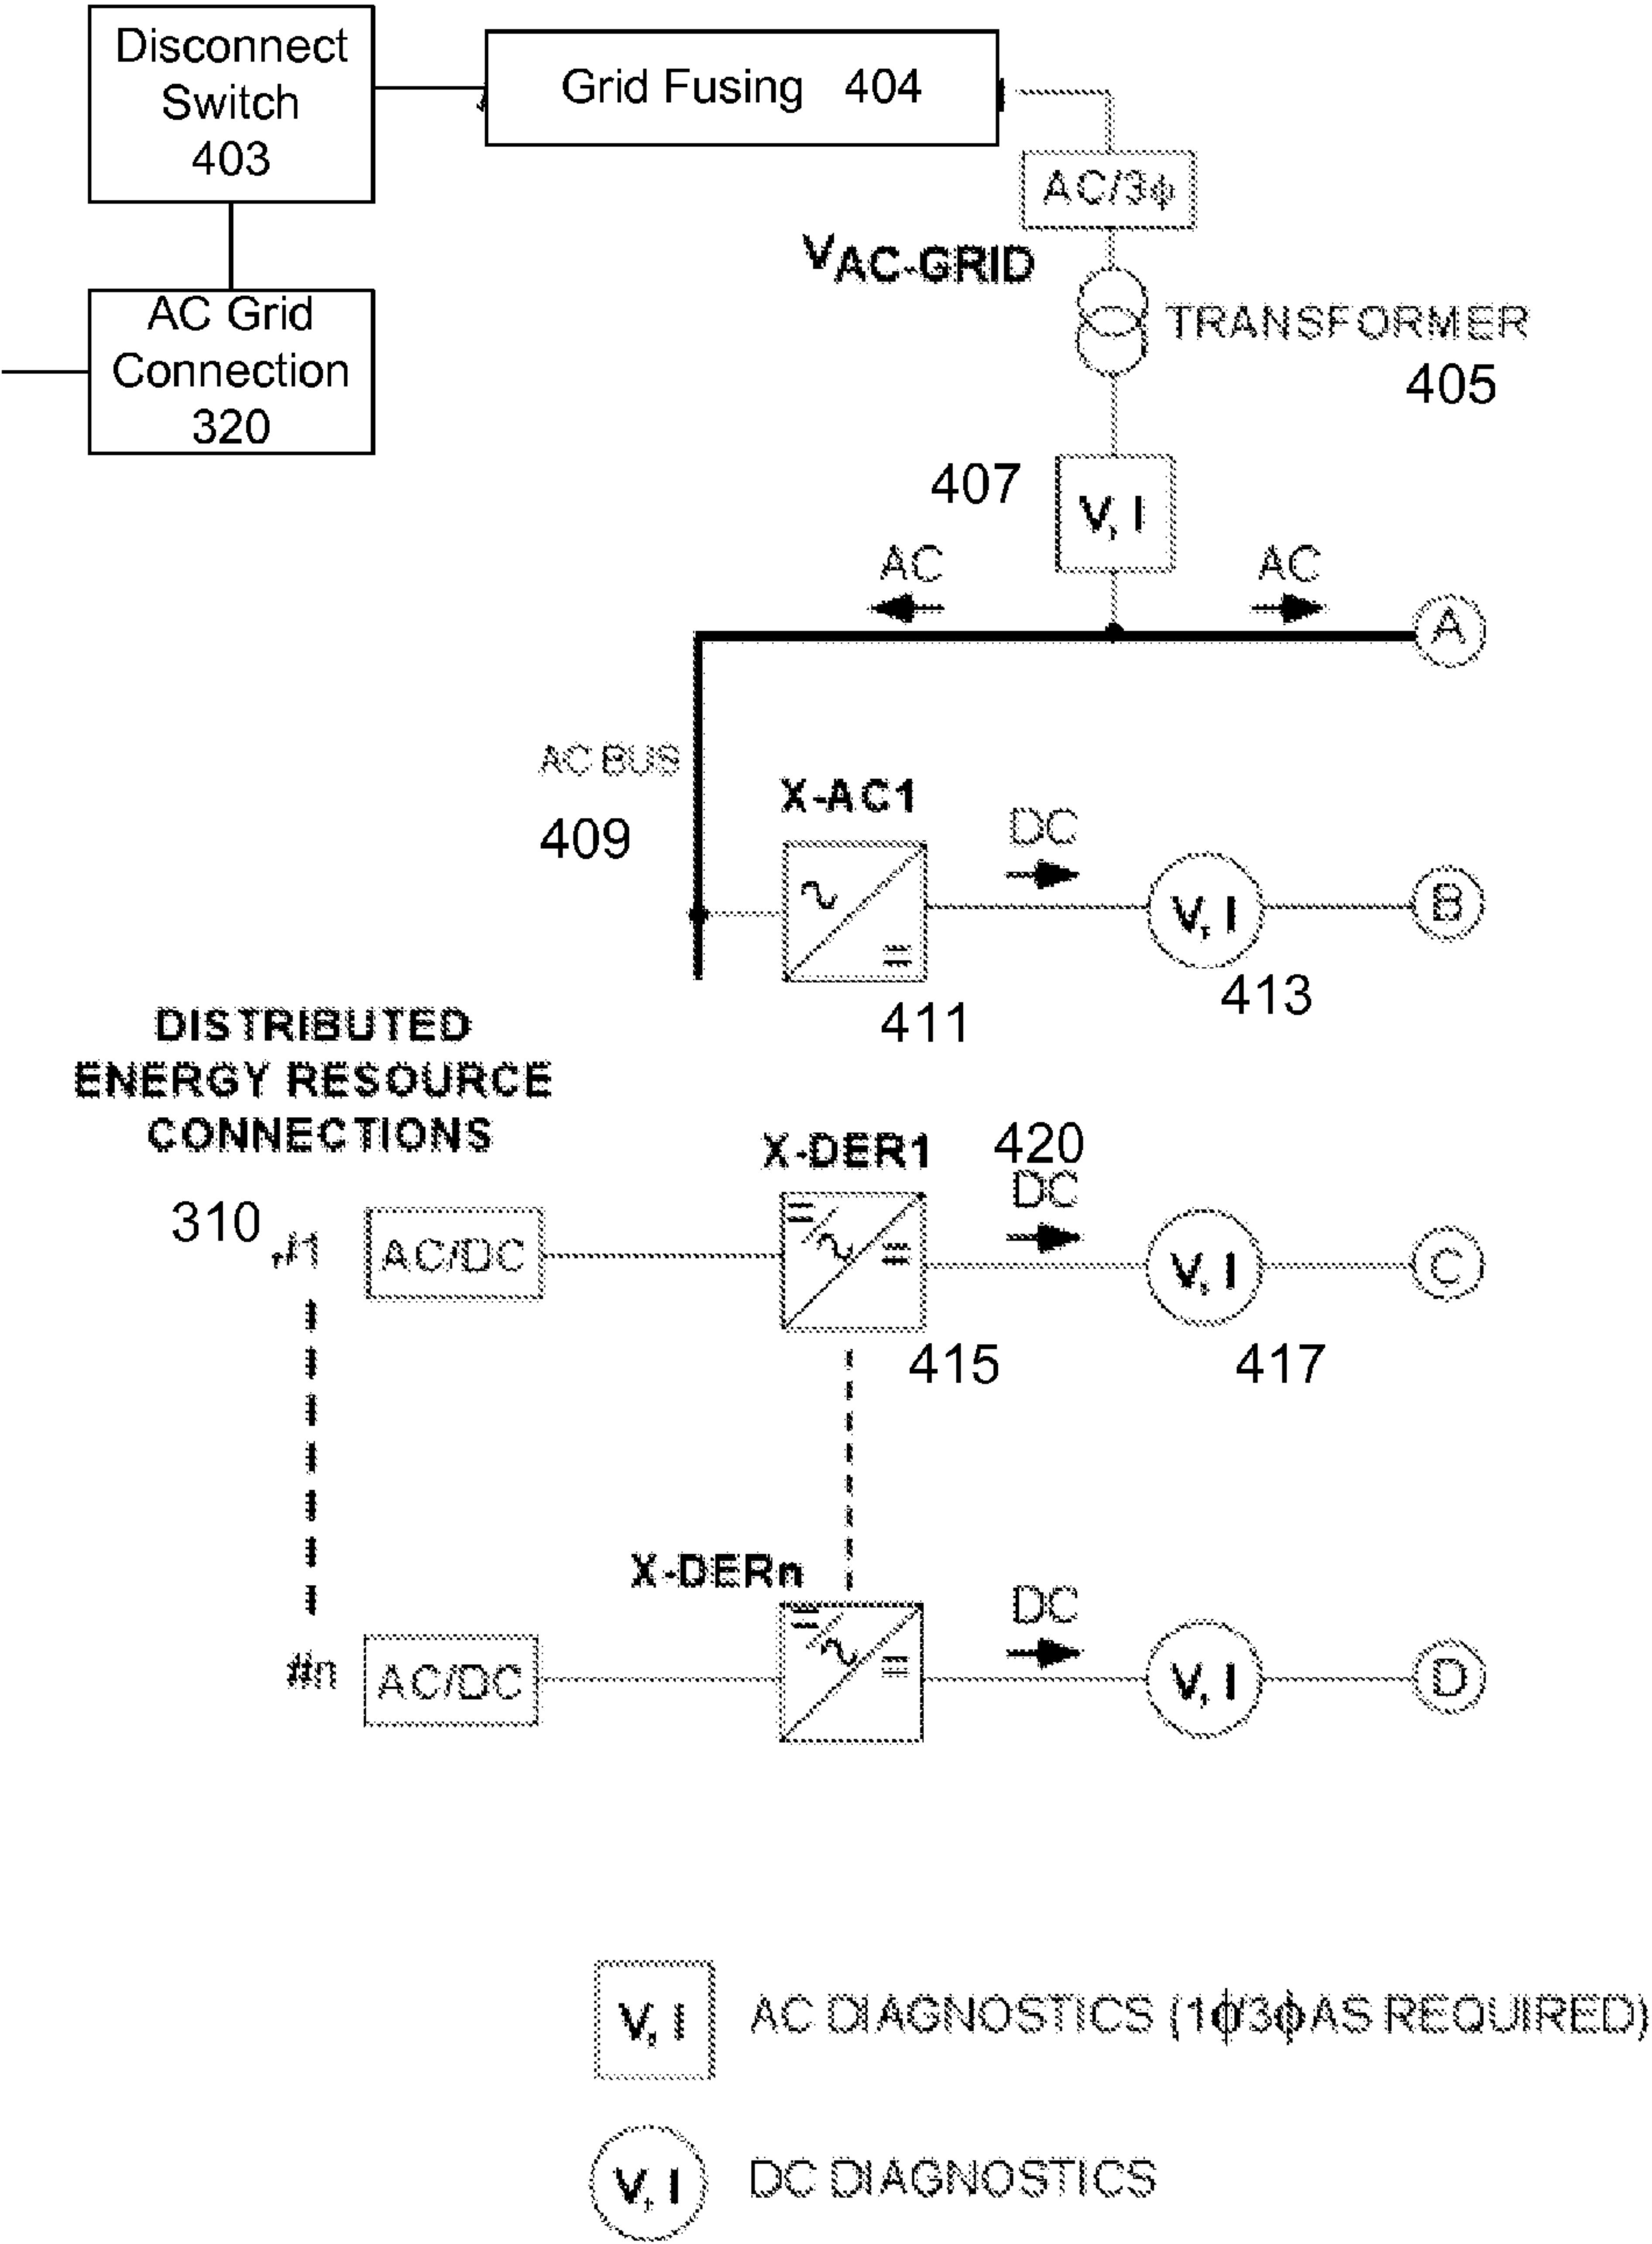 Disconnect
Switch
403
Grid Fusing 404
AC/3ϕ
VAC-GRID
TRANSFORMER
405
AC Grid
Connection
320
407
V, I
AC
AC
A
AC BUS
409
X-AC1
DC
V, I
B
411
413
DISTRIBUTED
ENERGY RESOURCE
CONNECTIONS
310
#1
AC/DC
X-DER1
420
DC
V, I
C
415
417
X-DERn
#n
AC/DC
DC
V, I
D
V, I
AC DIAGNOSTICS (1ϕ/3ϕ AS REQUIRED)
V, I
DC DIAGNOSTICS